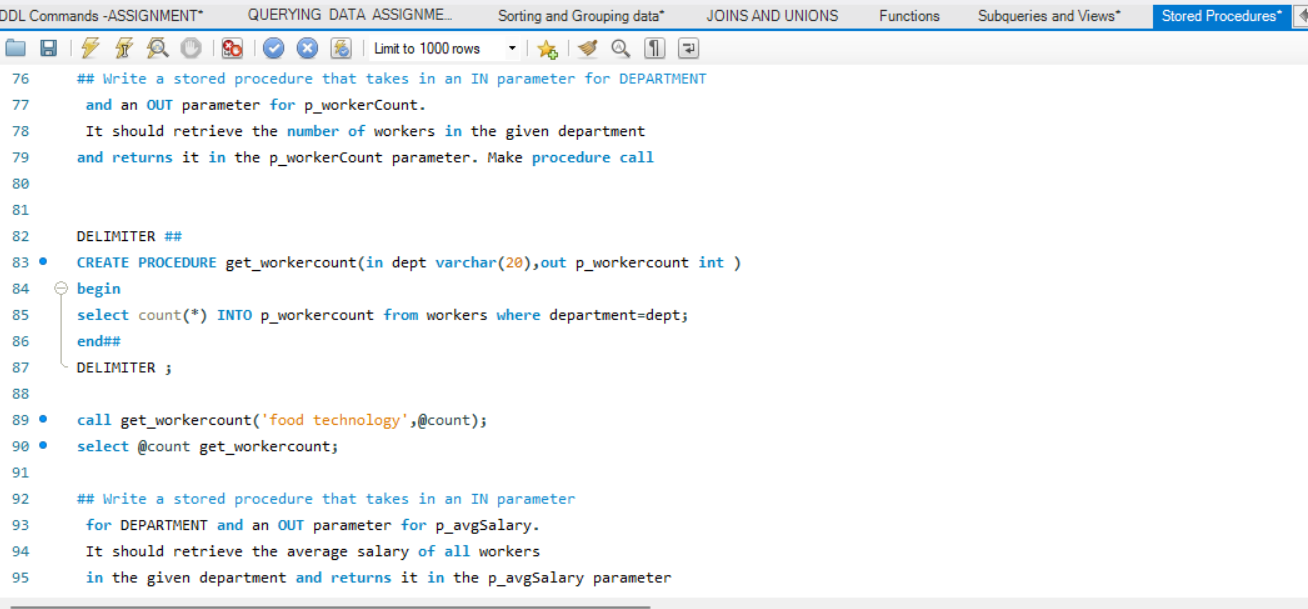 DDL Commands -ASSIGNMENT* QUERYING DATA ASSIGNME... Sorting and Grouping data* JOINS AND UNIONS Functions Subqueries and Views* Stored Procedures*
Limit to 1000 rows
76 ## Write a stored procedure that takes in an IN parameter for DEPARTMENT
77 and an OUT parameter for p_workerCount.
78 It should retrieve the number of workers in the given department
79 and returns it in the p_workerCount parameter. Make procedure call
80
81
82 DELIMITER ##
83 CREATE PROCEDURE get_workercount(in dept varchar(20),out p_workercount int )
84 begin
85 select count(*) INTO p_workercount from workers where department=dept;
86 end##
87 DELIMITER ;
88
89 call get_workercount('food technology',@count);
90 select @count get_workercount;
91
92 ## Write a stored procedure that takes in an IN parameter
93 for DEPARTMENT and an OUT parameter for p_avgSalary.
94 It should retrieve the average salary of all workers
95 in the given department and returns it in the p_avgSalary parameter